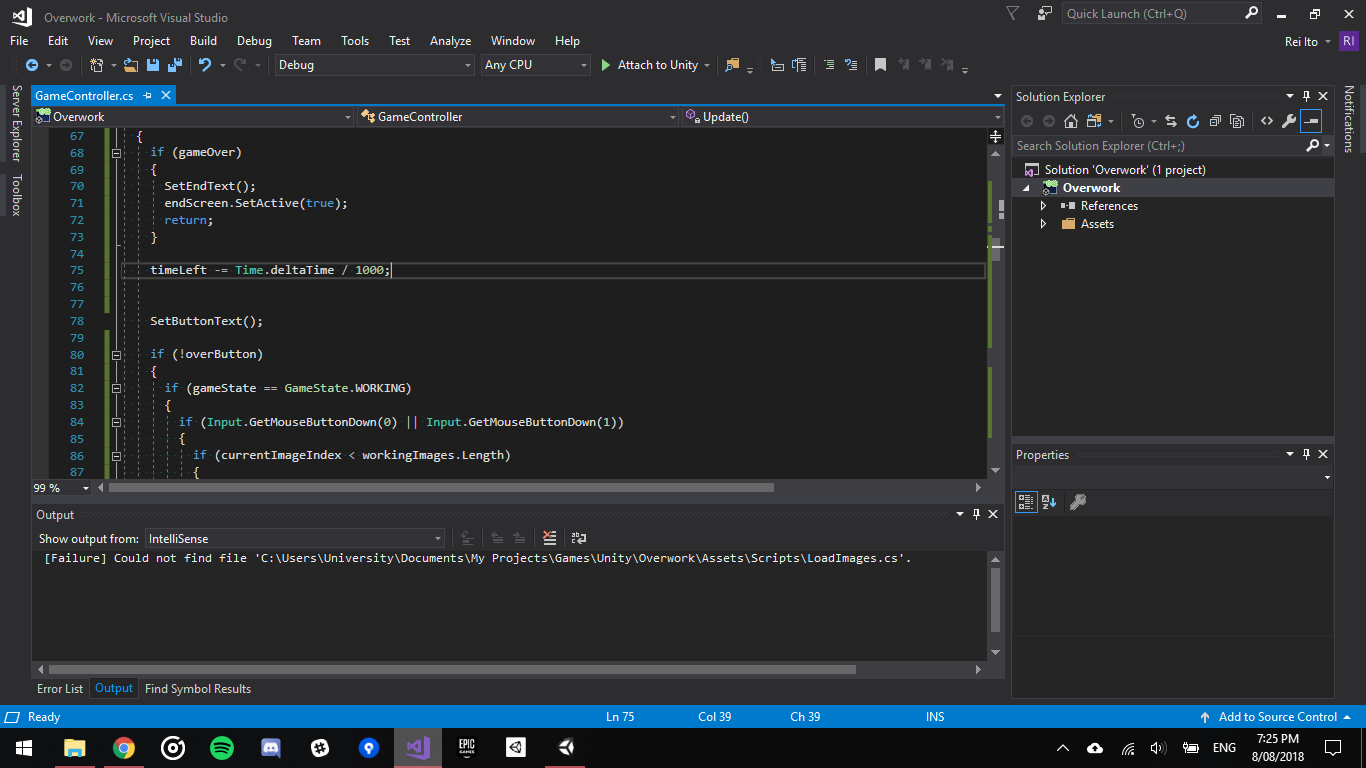 Overwork - Microsoft Visual Studio
Quick Launch (Ctrl+Q)
File Edit View Project Build Debug Team Tools Test Analyze Window Help
Rei Ito RI
Debug Any CPU Attach to Unity
Server Explorer
Toolbox
GameController.cs
Overwork GameController Update()
67 {
68 if (gameOver)
69 {
70 SetEndText();
71 endScreen.SetActive(true);
72 return;
73 }
74
75 timeLeft -= Time.deltaTime / 1000;
76
77
78 SetButtonText();
79
80 if (!overButton)
81 {
82 if (gameState == GameState.WORKING)
83 {
84 if (Input.GetMouseButtonDown(0) || Input.GetMouseButtonDown(1))
85 {
86 if (currentImageIndex < workingImages.Length)
87 {
99 %
Output
Show output from: IntelliSense
[Failure] Could not find file 'C:\Users\University\Documents\My Projects\Games\Unity\Overwork\Assets\Scripts\LoadImages.cs'.
Error List Output Find Symbol Results
Solution Explorer
Search Solution Explorer (Ctrl+;)
Solution 'Overwork' (1 project)
Overwork
References
Assets
Properties
Notifications
Ready Ln 75 Col 39 Ch 39 INS Add to Source Control
EPIC
GAMES
ENG
7:25 PM
8/08/2018